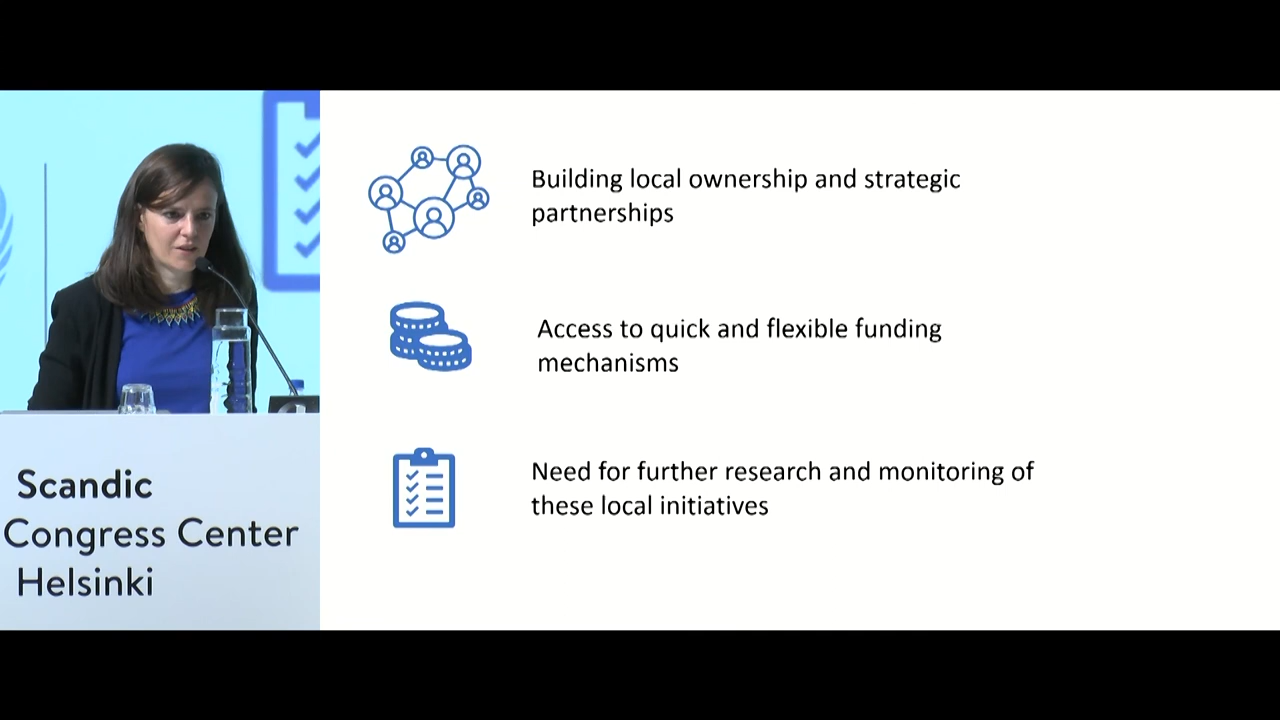 Building local ownership and strategic
partnerships
Access to quick and flexible funding
mechanisms
Need for further research and monitoring of
these local initiatives
Scandic
Congress Center
Helsinki